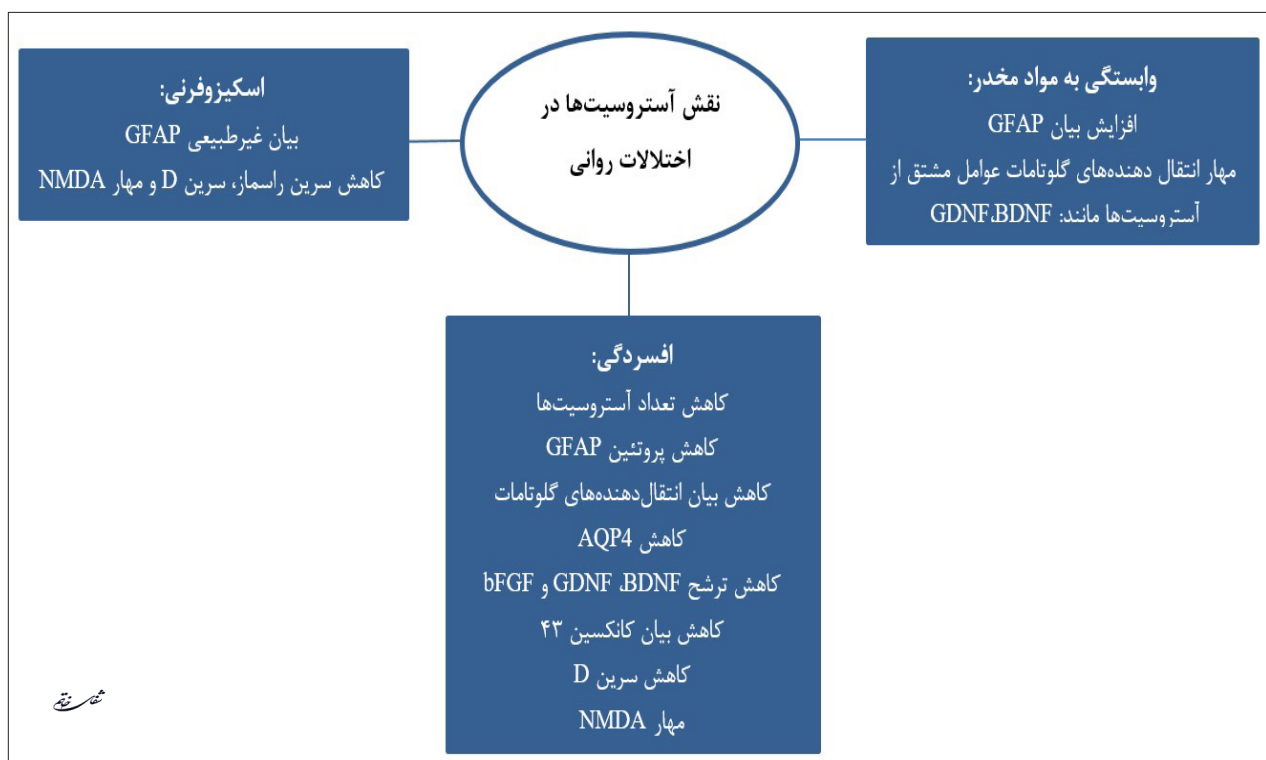 نقش آستروسیت‌ها در
اختلالات روانی
وابستگی به مواد مخدر:
افزایش بیان GFAP
مهار انتقال دهنده‌های گلوتامات عوامل مشتق از
آستروسیت‌ها مانند: GDNF،BDNF
اسکیزوفرنی:
بیان غیرطبیعی GFAP
کاهش سرین راسماز، سرین D و مهار NMDA
افسردگی:
کاهش تعداد آستروسیت‌ها
کاهش پروتئین GFAP
کاهش بیان انتقال‌دهنده‌های گلوتامات
کاهش AQP4
کاهش ترشح GDNF ،BDNF و bFGF
کاهش بیان کانکسین ۴۳
کاهش سرین D
مهار NMDA
شفای خاتم